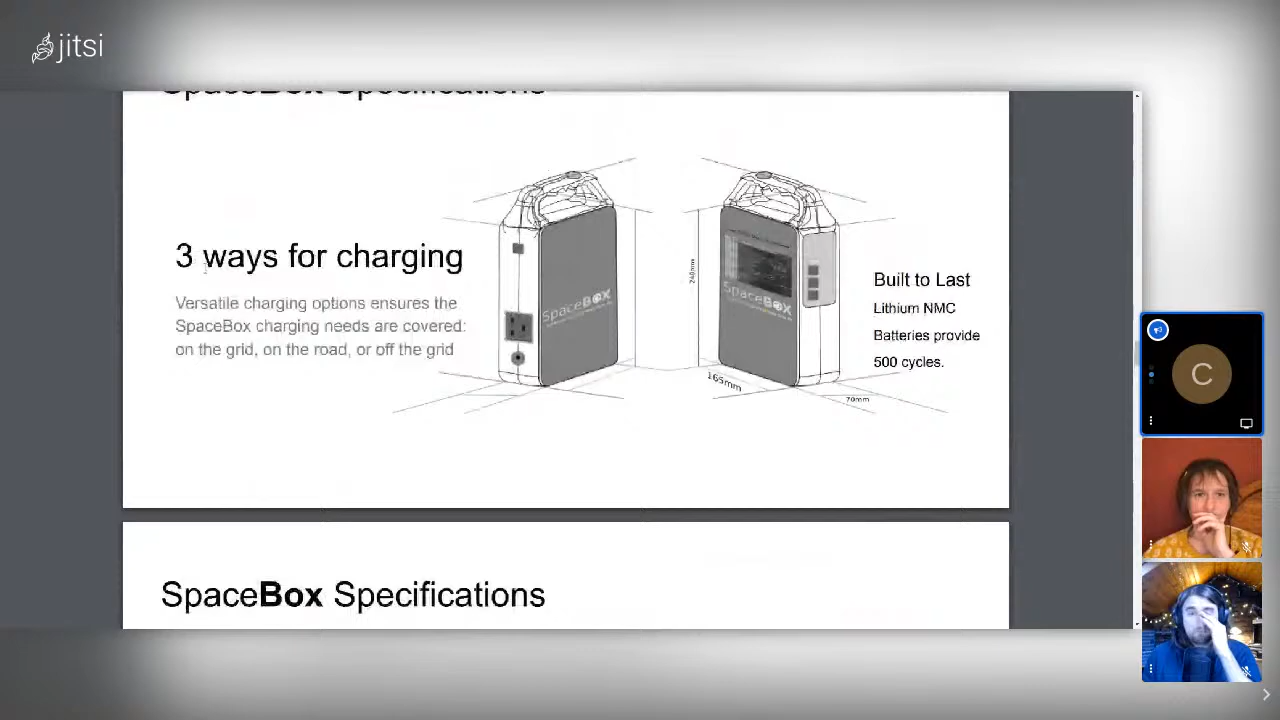 jitsi
SpaceBox Specifications
3 ways for charging
Versatile charging options ensures the
SpaceBox charging needs are covered:
on the grid, on the road, or off the grid
SpaceBOX
240mm
SpaceBOX
165mm
70mm
Built to Last
Lithium NMC
Batteries provide
500 cycles.
C
SpaceBox Specifications